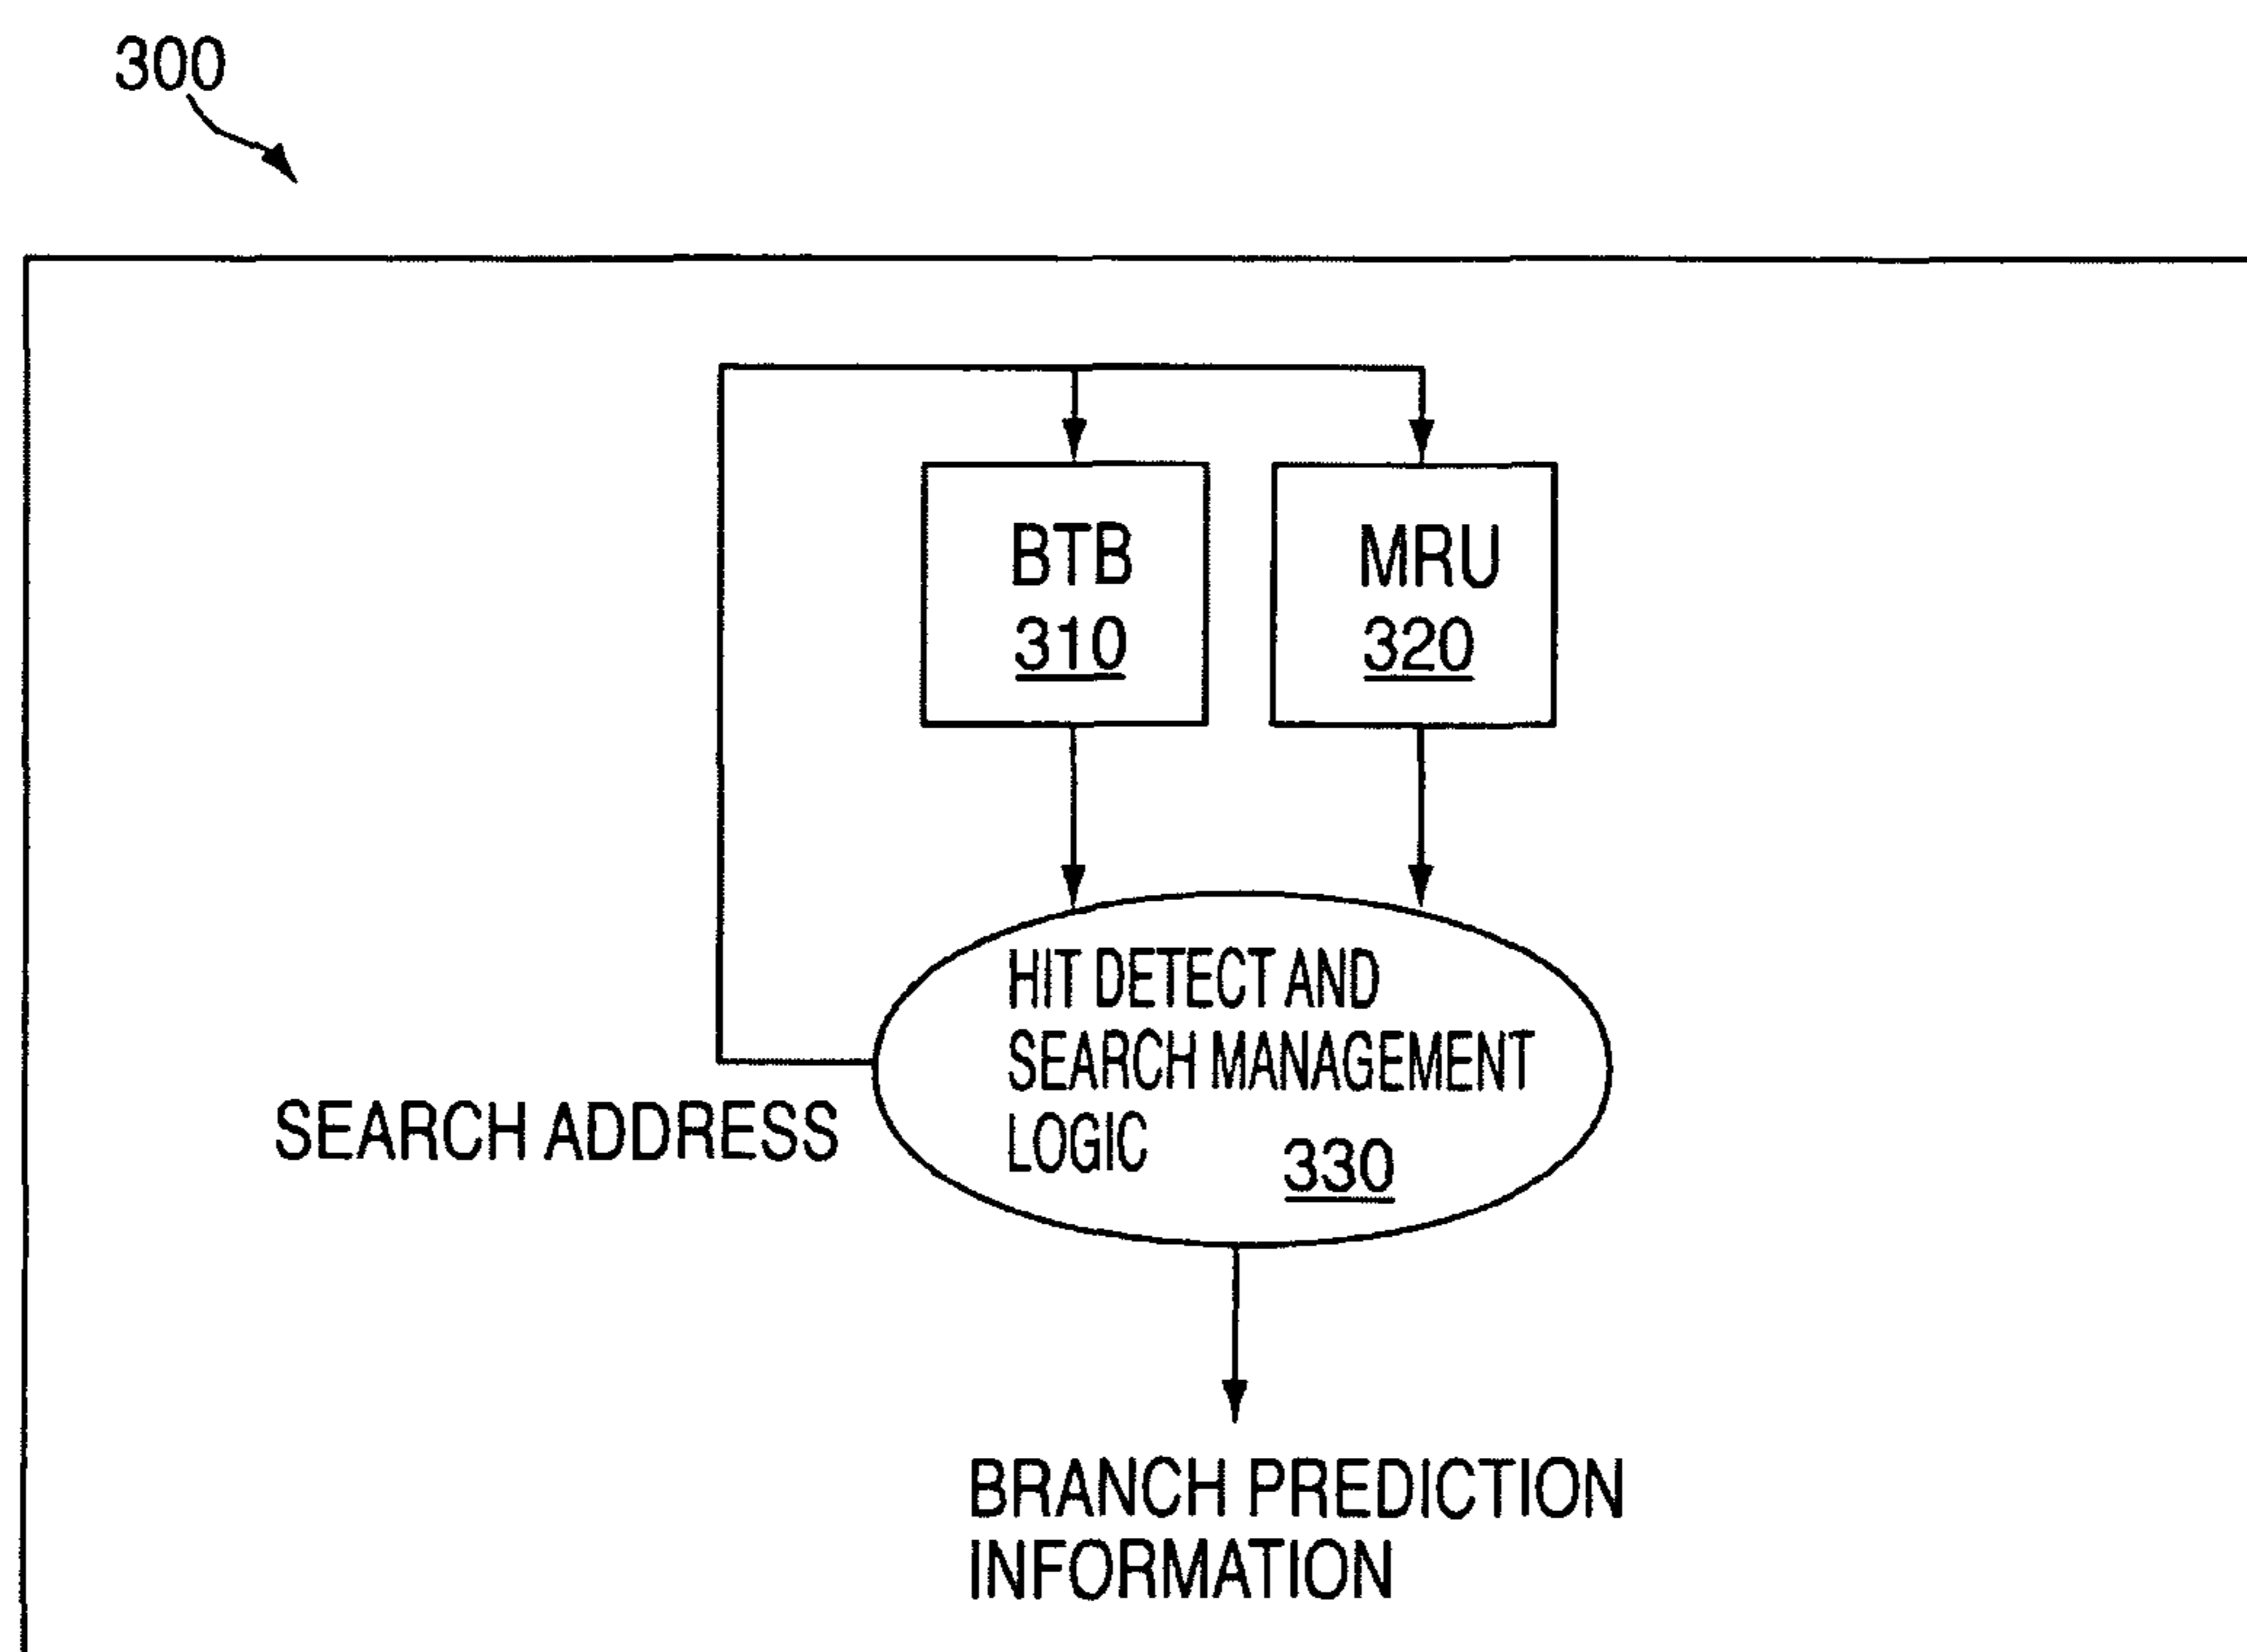 300
BTB
310
MRU
320
HIT DETECT AND
SEARCH MANAGEMENT
LOGIC
330
SEARCH ADDRESS
BRANCH PREDICTION
INFORMATION